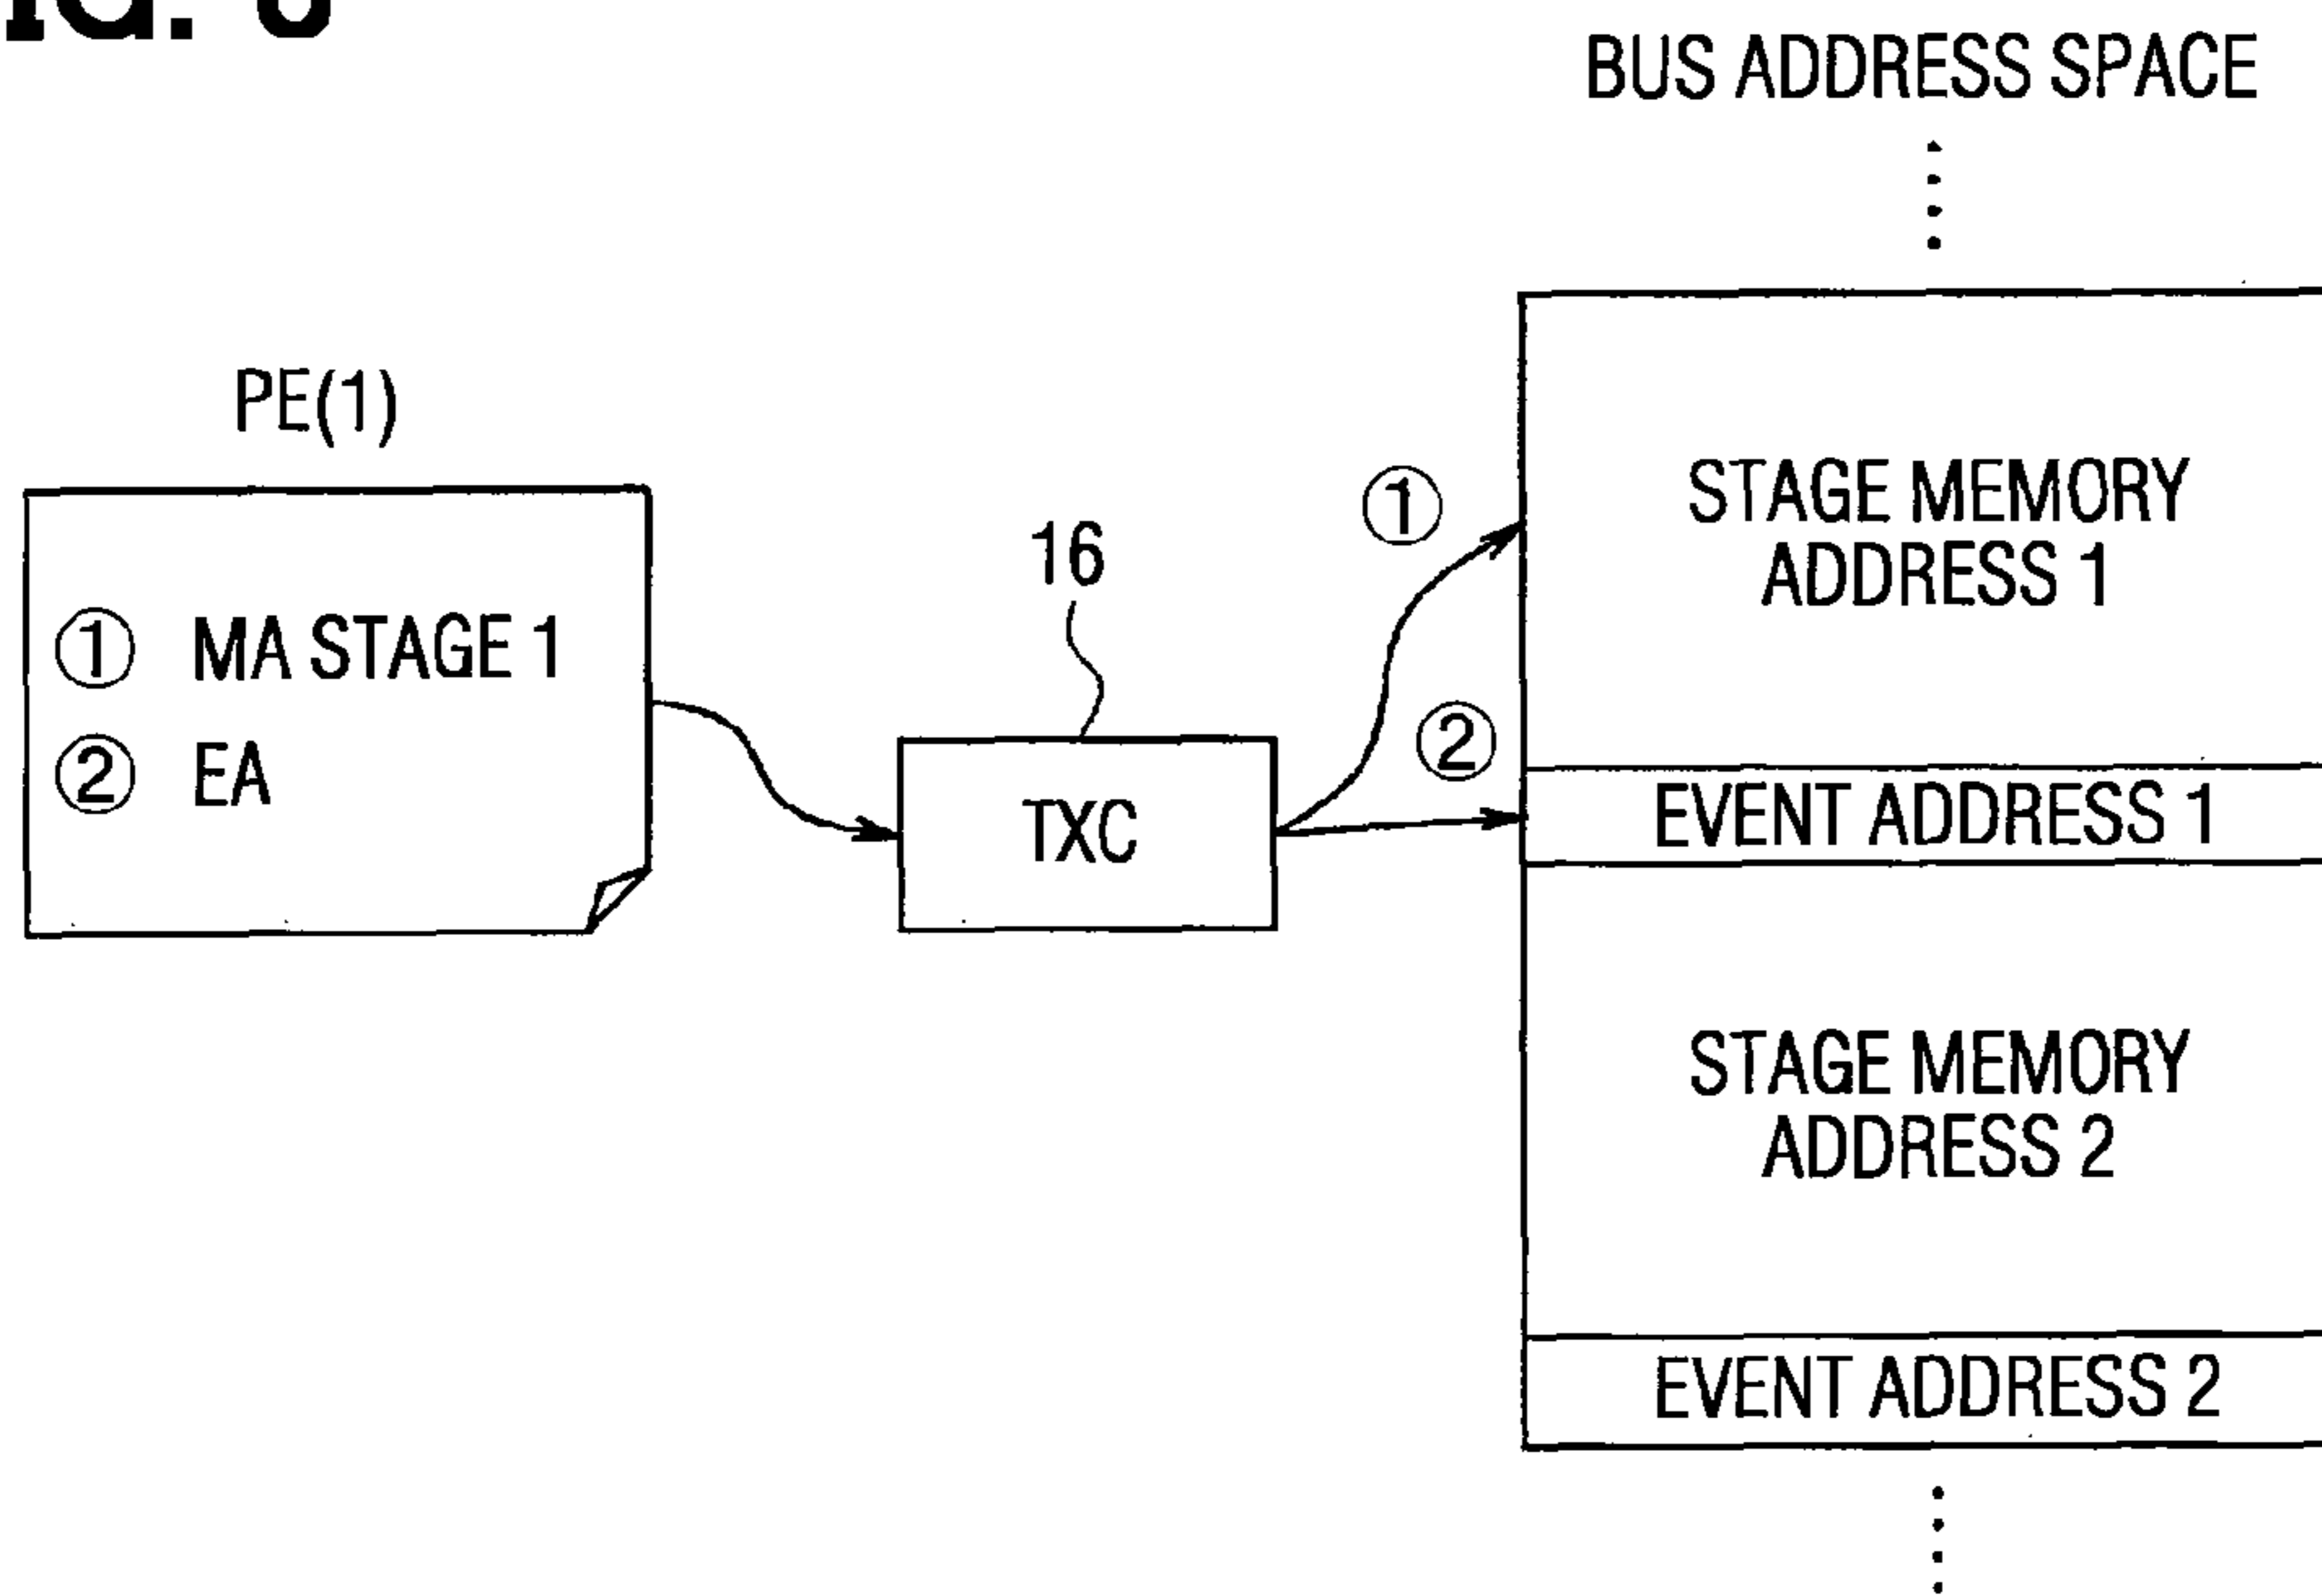 BUS ADDRESS SPACE
PE(1)
① MA STAGE 1
② EA
16
TXC
①
②
STAGE MEMORY
ADDRESS 1
EVENT ADDRESS 1
STAGE MEMORY
ADDRESS 2
EVENT ADDRESS 2